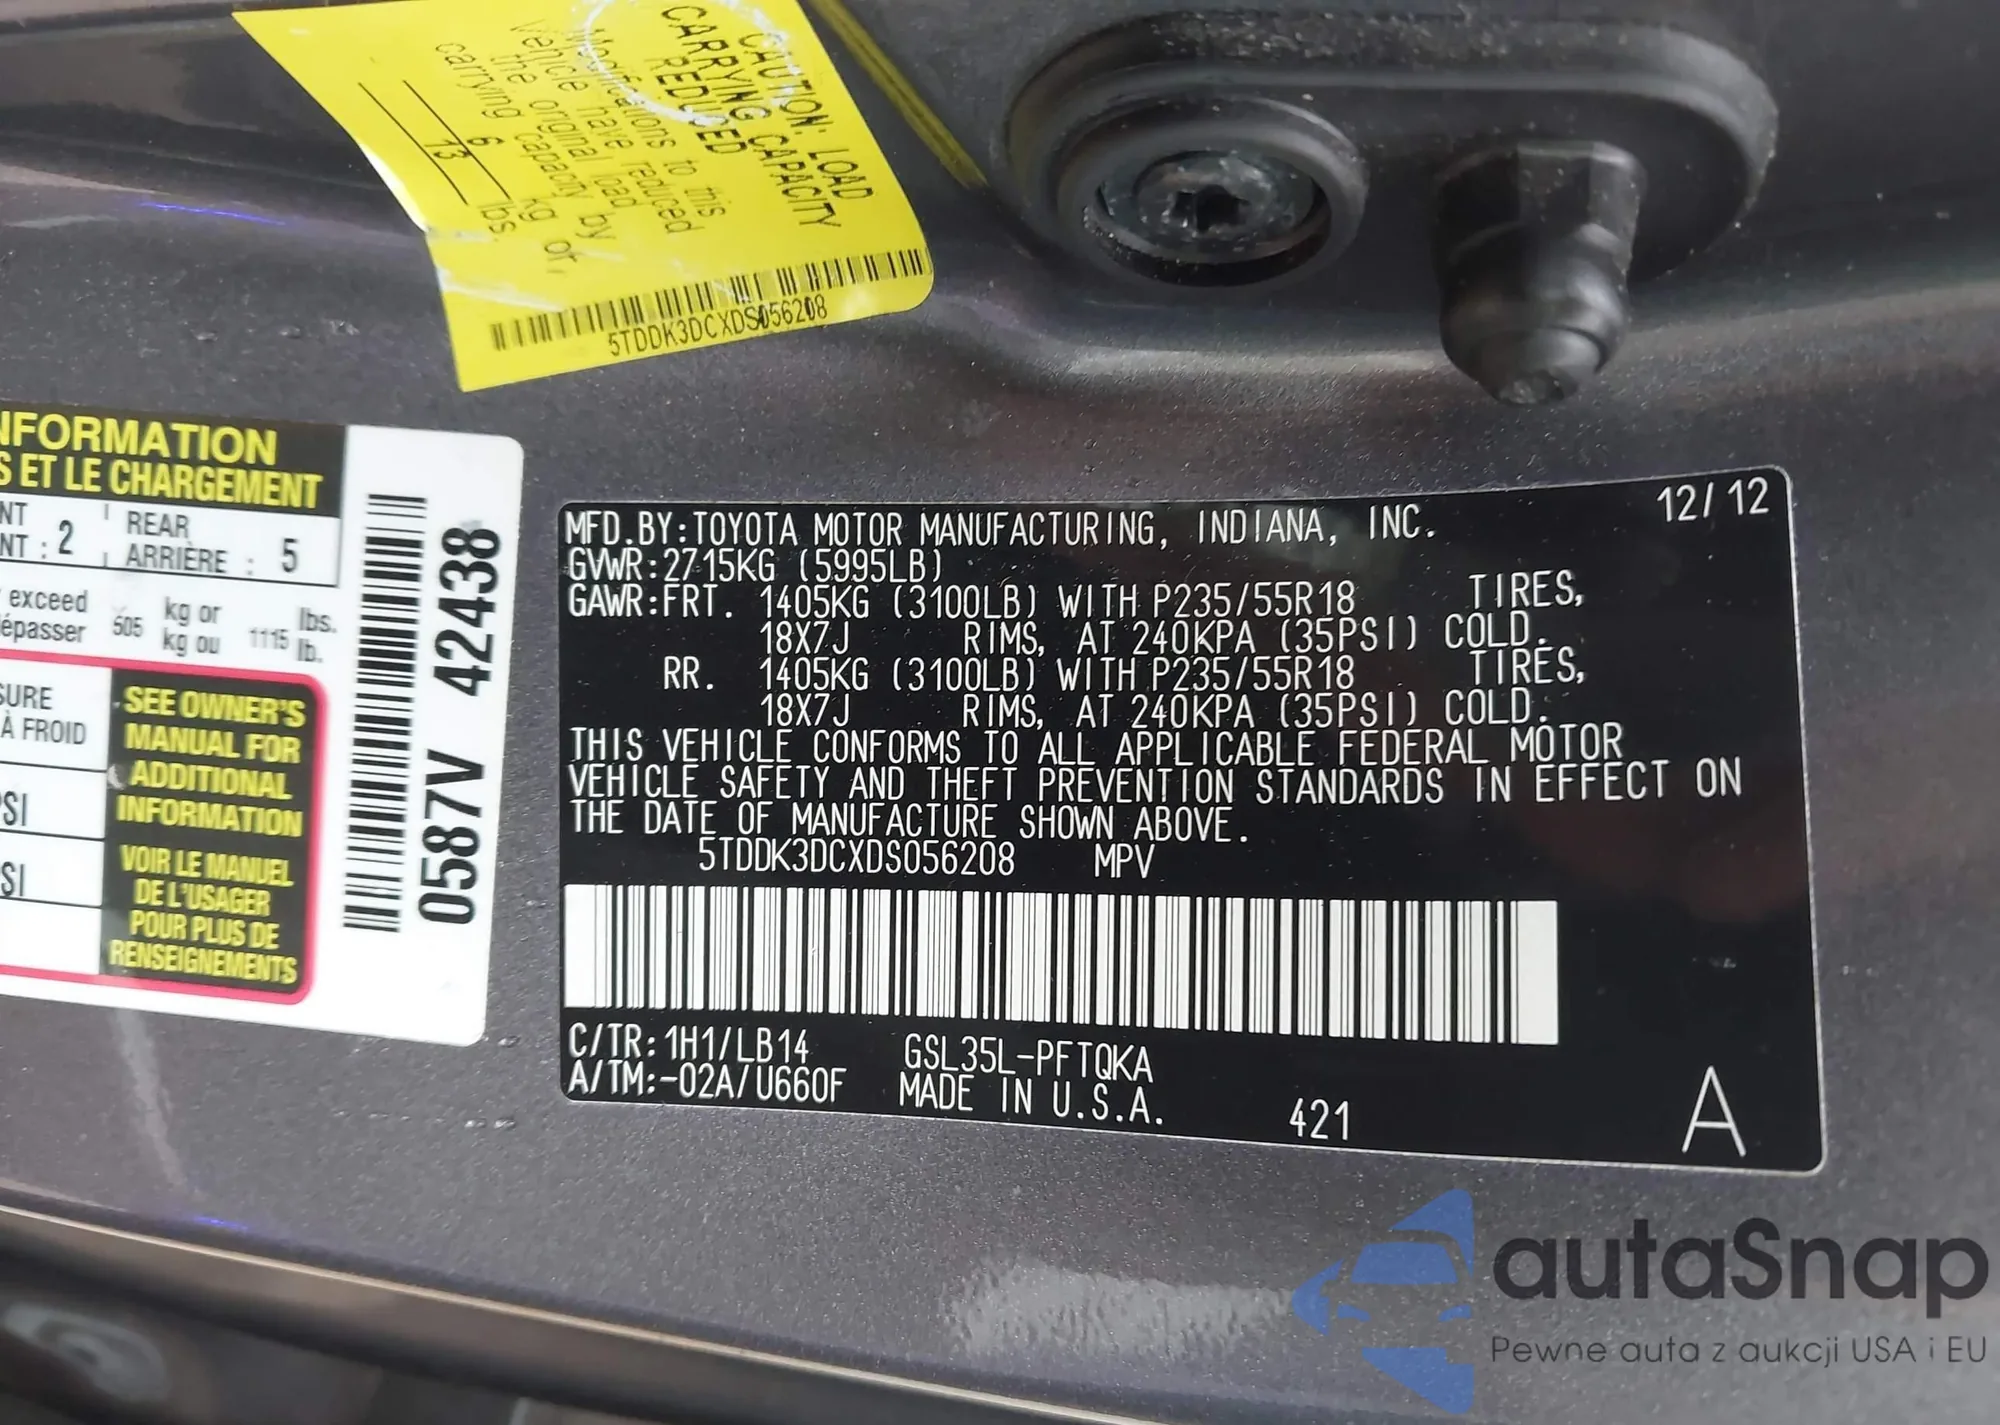 CAUTION: LOAD
CARRYING CAPACITY
REDUCED
Modifications to this
vehicle have reduced
the original load
carrying capacity by
6 kg or,
13 lbs.
5TDDK3DCXDS056208
NFORMATION
S ET LE CHARGEMENT
NT 2 REAR 5
NT : ARRIÈRE :
exceed 505 kg or 1115 lbs.
épasser kg ou lb.
SURE
À FROID
PSI
SI
SEE OWNER'S
MANUAL FOR
ADDITIONAL
INFORMATION
VOIR LE MANUEL
DE L'USAGER
POUR PLUS DE
RENSEIGNEMENTS
0587V 42438
12/12
MFD.BY:TOYOTA MOTOR MANUFACTURING, INDIANA, INC.
GVWR:2715KG (5995LB)
GAWR:FRT. 1405KG (3100LB) WITH P235/55R18 TIRES,
18X7J RIMS, AT 240KPA (35PSI) COLD.
RR. 1405KG (3100LB) WITH P235/55R18 TIRES,
18X7J RIMS, AT 240KPA (35PSI) COLD.
THIS VEHICLE CONFORMS TO ALL APPLICABLE FEDERAL MOTOR
VEHICLE SAFETY AND THEFT PREVENTION STANDARDS IN EFFECT ON
THE DATE OF MANUFACTURE SHOWN ABOVE.
5TDDK3DCXDS056208 MPV
C/TR:1H1/LB14 GSL35L-PFTQKA
A/TM:-02A/U660F MADE IN U.S.A. 421 A
autaSnap
Pewne auta z aukcji USA i EU